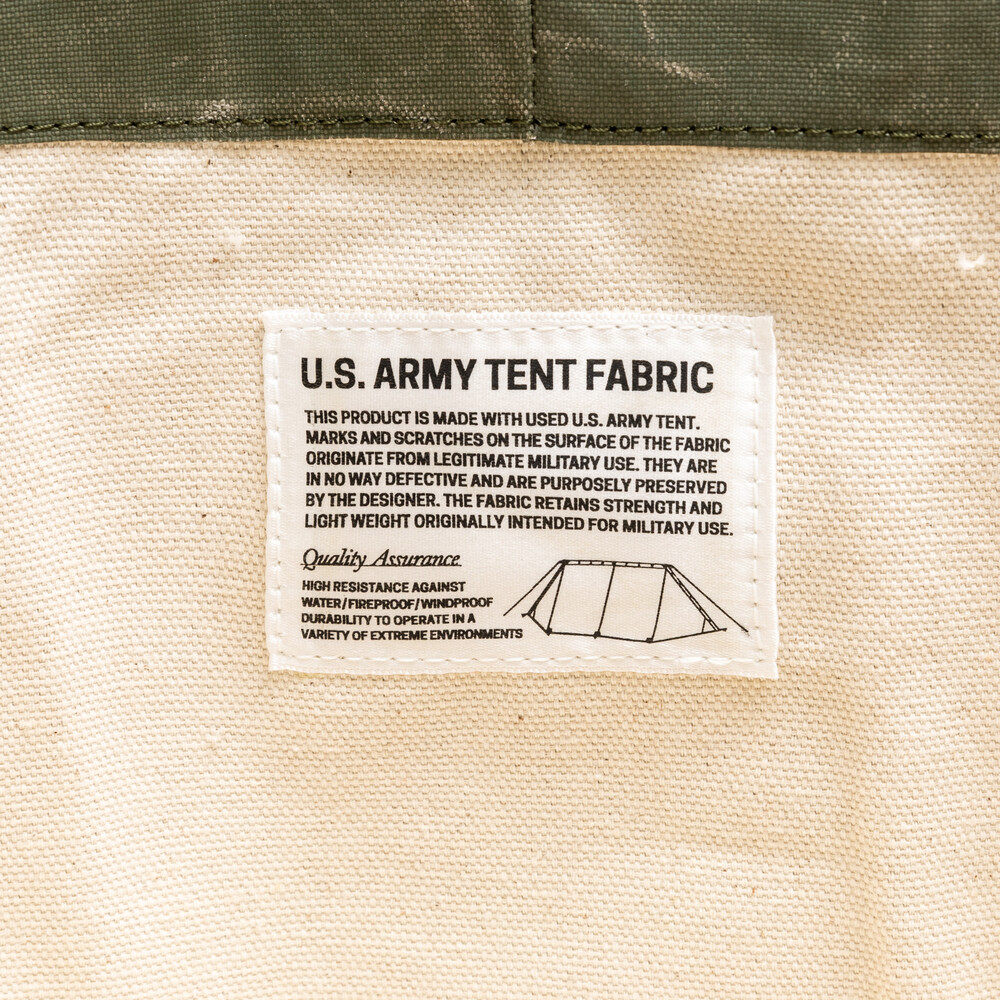 U.S. ARMY TENT FABRIC
THIS PRODUCT IS MADE WITH USED U.S. ARMY TENT.
MARKS AND SCRATCHES ON THE SURFACE OF THE FABRIC
ORIGINATE FROM LEGITIMATE MILITARY USE. THEY ARE
IN NO WAY DEFECTIVE AND ARE PURPOSELY PRESERVED
BY THE DESIGNER. THE FABRIC RETAINS STRENGTH AND
LIGHT WEIGHT ORIGINALLY INTENDED FOR MILITARY USE.
Quality Assurance
HIGH RESISTANCE AGAINST
WATER/FIREPROOF/WINDPROOF
DURABILITY TO OPERATE IN A
VARIETY OF EXTREME ENVIRONMENTS